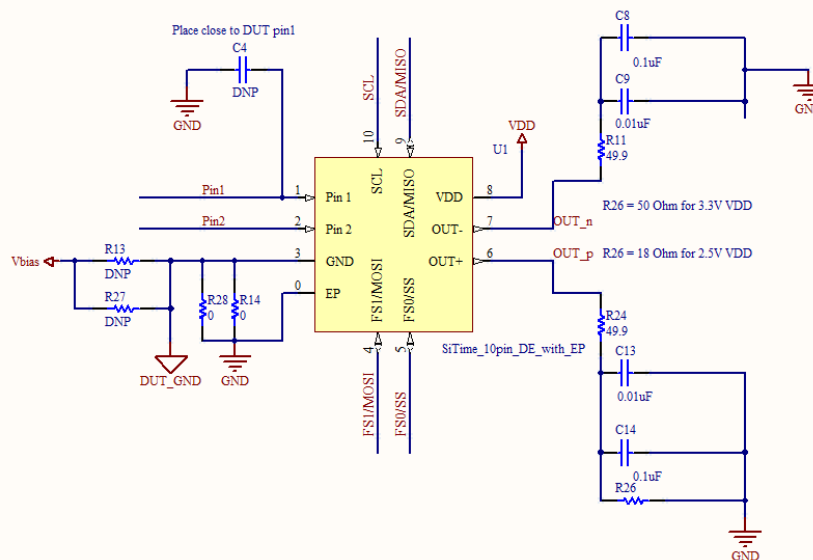 Place close to DUT pin1
C4
DNP
GND
SCL
SDA/MISO
10
9
VDD
U1
C8
0.1uF
C9
0.01uF
GN
R11
49.9
Pin1
1
Pin 1
SCL
SDA/MISO
VDD
8
R26 = 50 Ohm for 3.3V VDD
Pin2
2
Pin 2
OUT-
7
OUT_n
Vbias
R13
DNP
3
GND
OUT+
6
OUT_p
R26 = 18 Ohm for 2.5V VDD
R27
DNP
R28
0
R14
0
0
EP
FS1/MOSI
FS0/SS
R24
49.9
DUT_GND
GND
4
5
SiTime_10pin_DE_with_EP
FS1/MOSI
FS0/SS
C13
0.01uF
C14
0.1uF
R26
GND